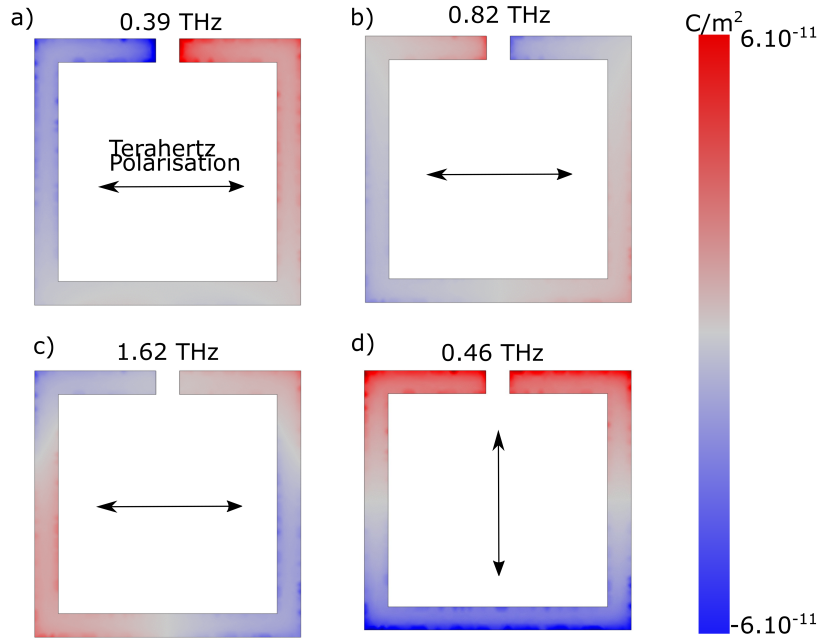 a)
0.39 THz
b)
0.82 THz
C/m²
6.10⁻¹¹
Terahertz
Polarisation
c)
1.62 THz
d)
0.46 THz
-6.10⁻¹¹